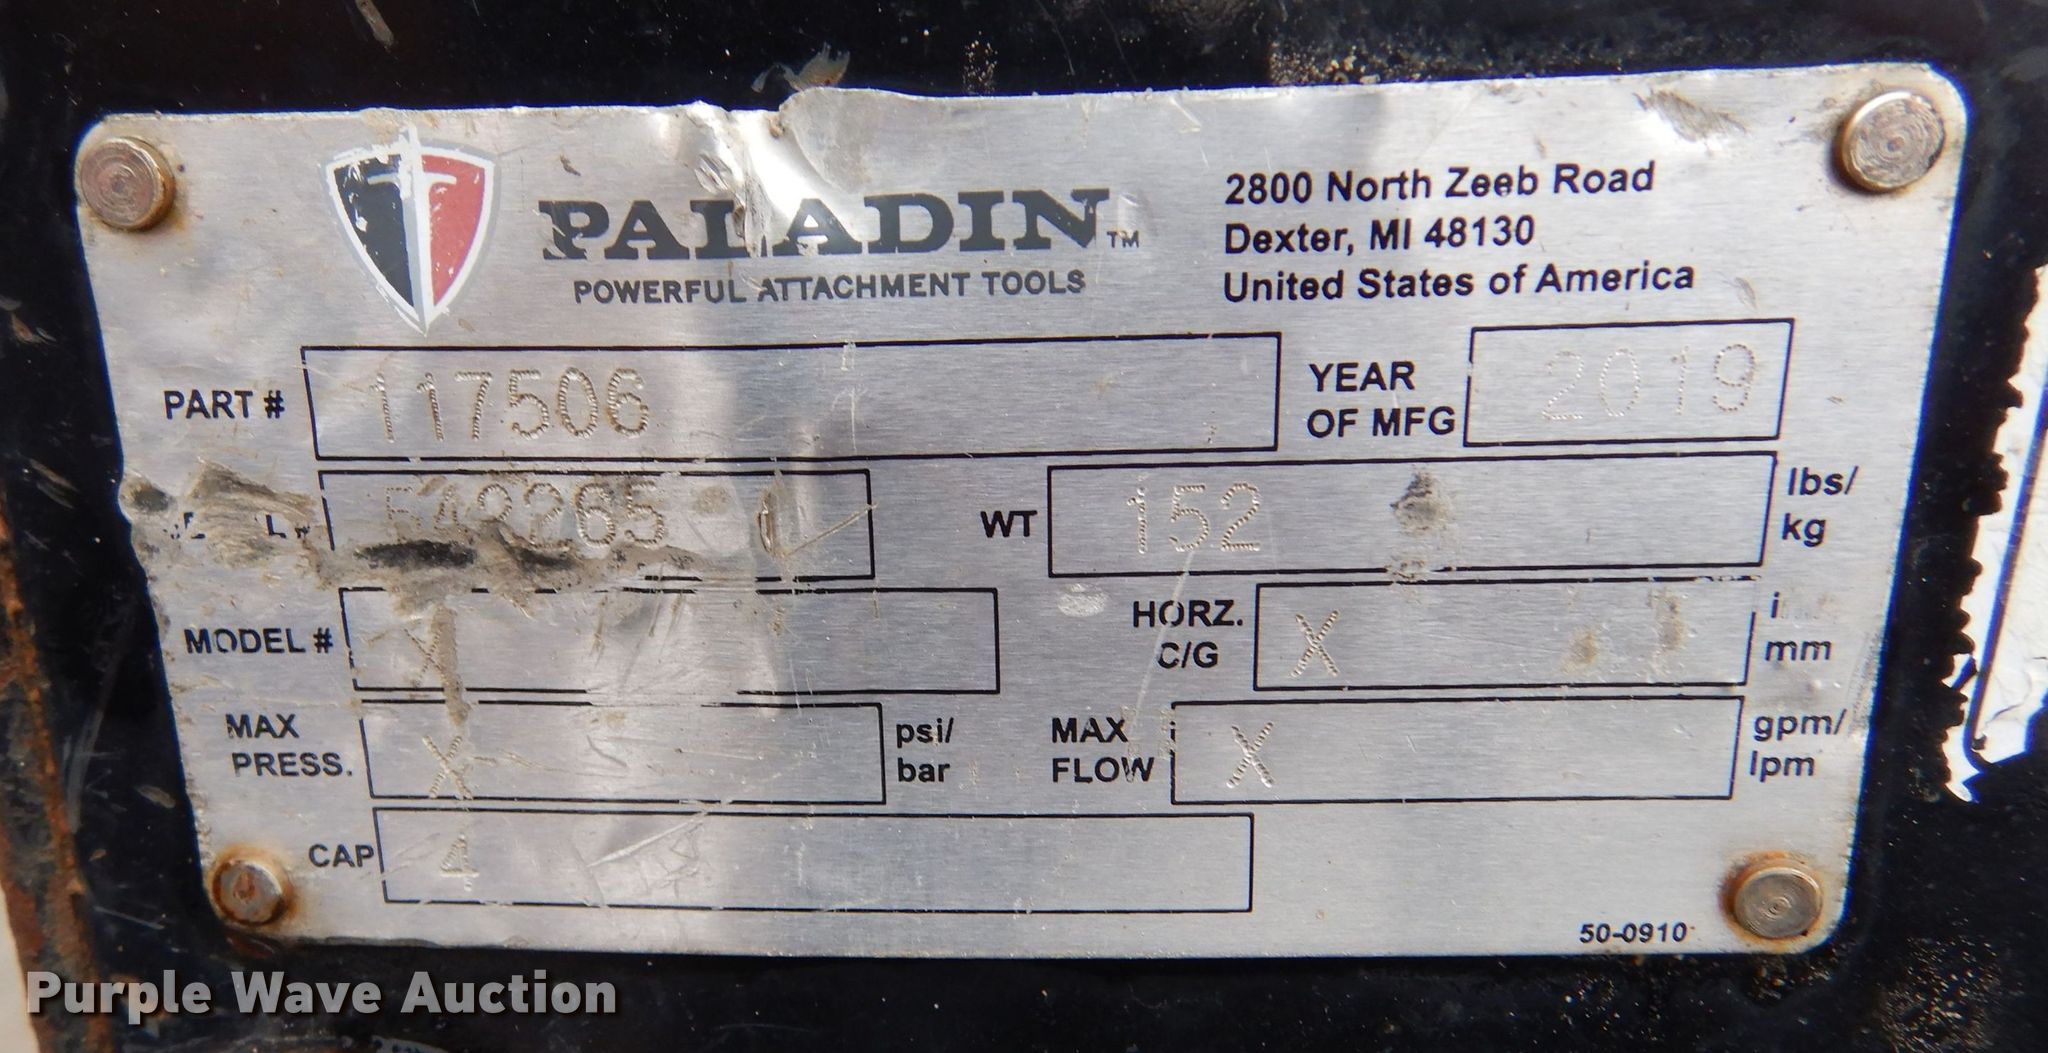 PALADIN™
POWERFUL ATTACHMENT TOOLS
2800 North Zeeb Road
Dexter, MI 48130
United States of America
PART # 117506
YEAR OF MFG 2019
542265
WT 152 lbs/kg
MODEL # X
HORZ. C/G X mm
MAX PRESS. X psi/bar
MAX FLOW X gpm/lpm
CAP 4
50-0910
Purple Wave Auction